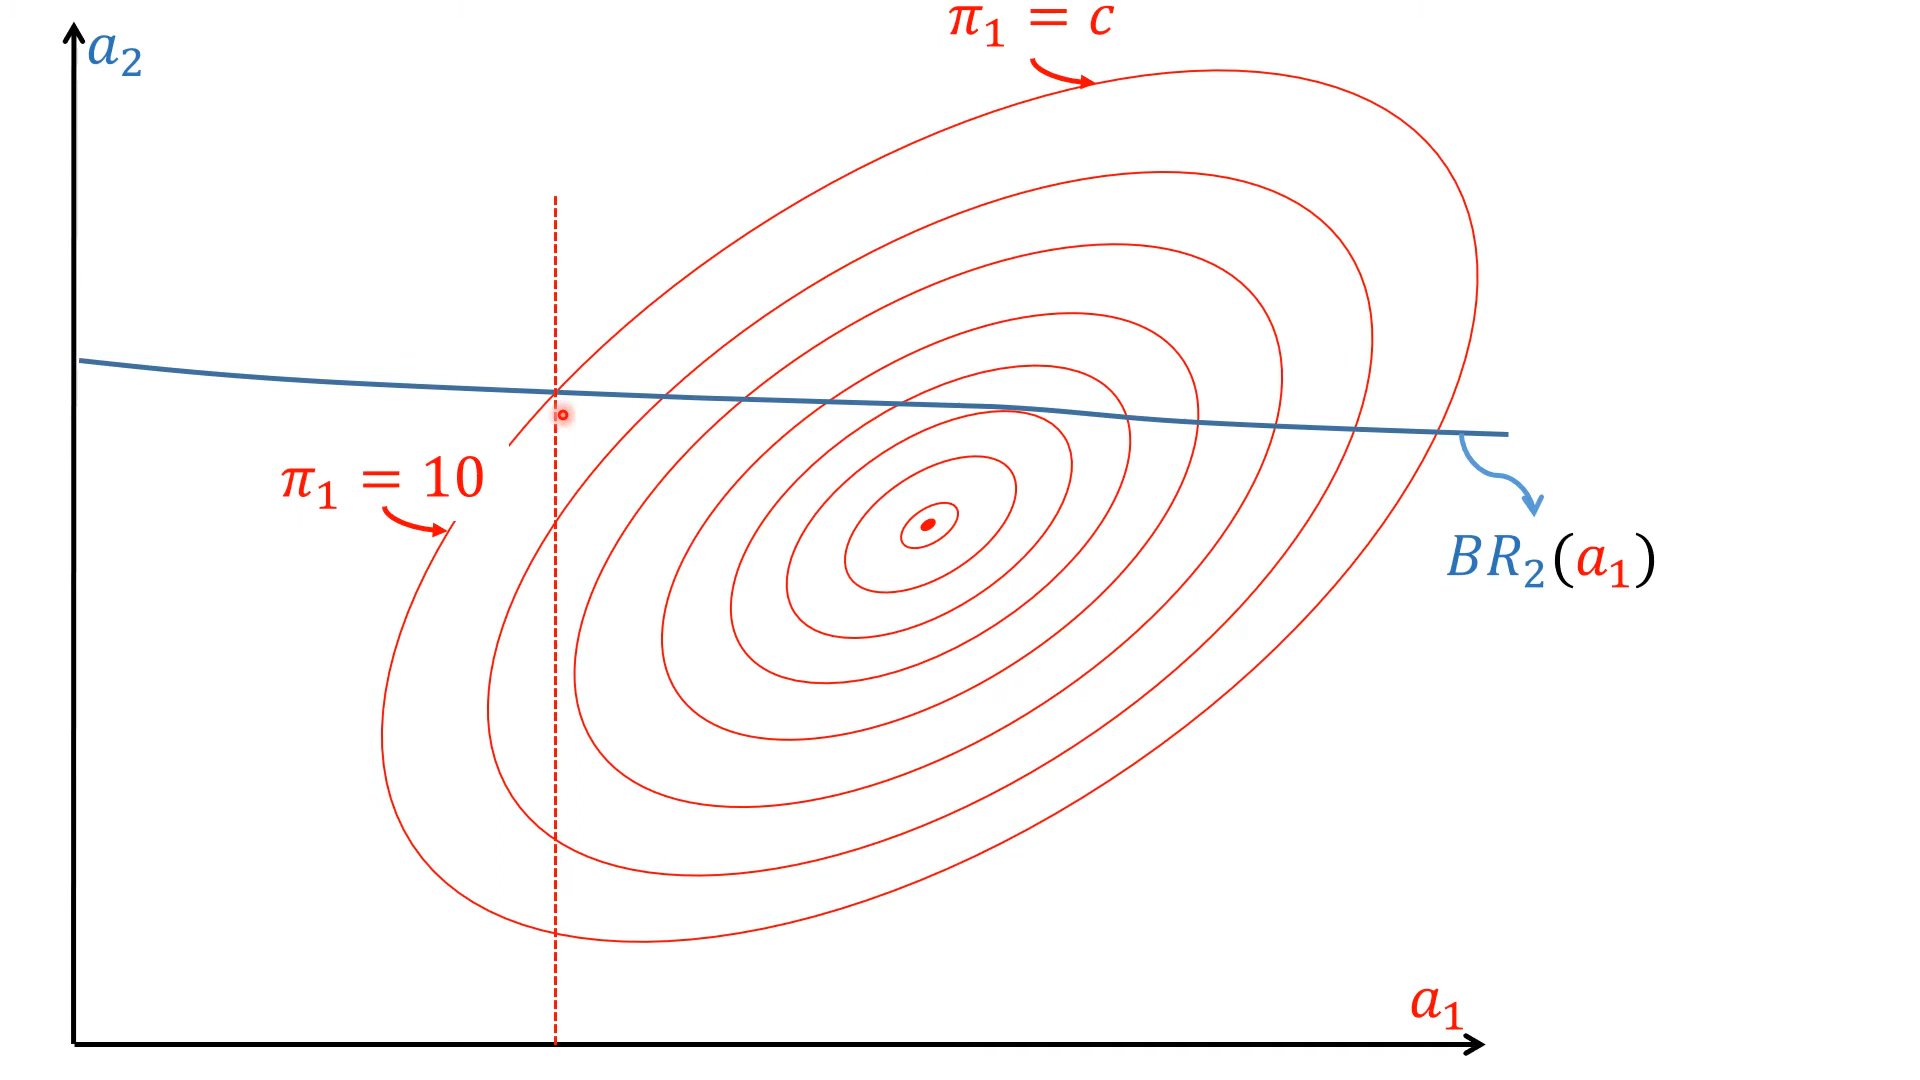 π₁ = c
a₂
π₁ = 10
BR₂(a₁)
a₁